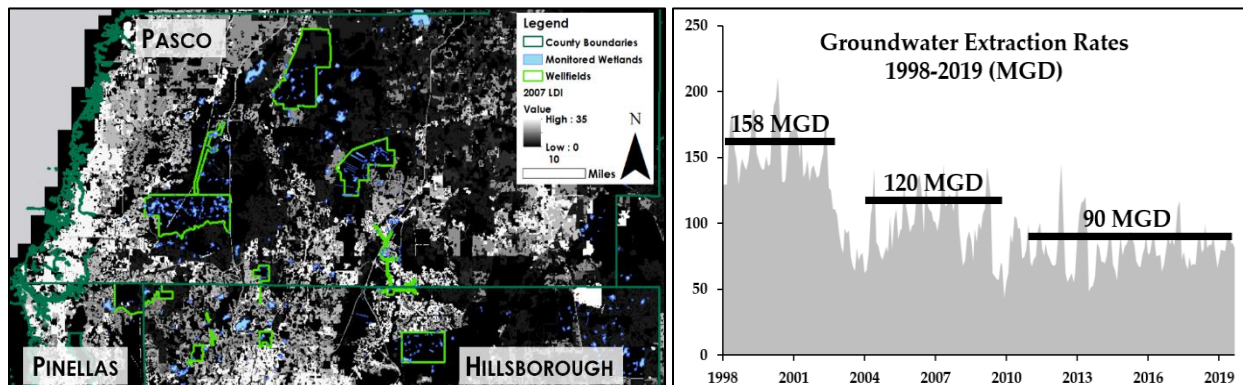 PASCO
Legend
County Boundaries
Monitored Wetlands
Wellfields
2007 LDI
Value
High : 35
Low : 0
N
10
Miles
PINELLAS
HILLSBOROUGH
Groundwater Extraction Rates
1998-2019 (MGD)
250
200
150
100
50
0
158 MGD
120 MGD
90 MGD
1998 2001 2004 2007 2010 2013 2016 2019